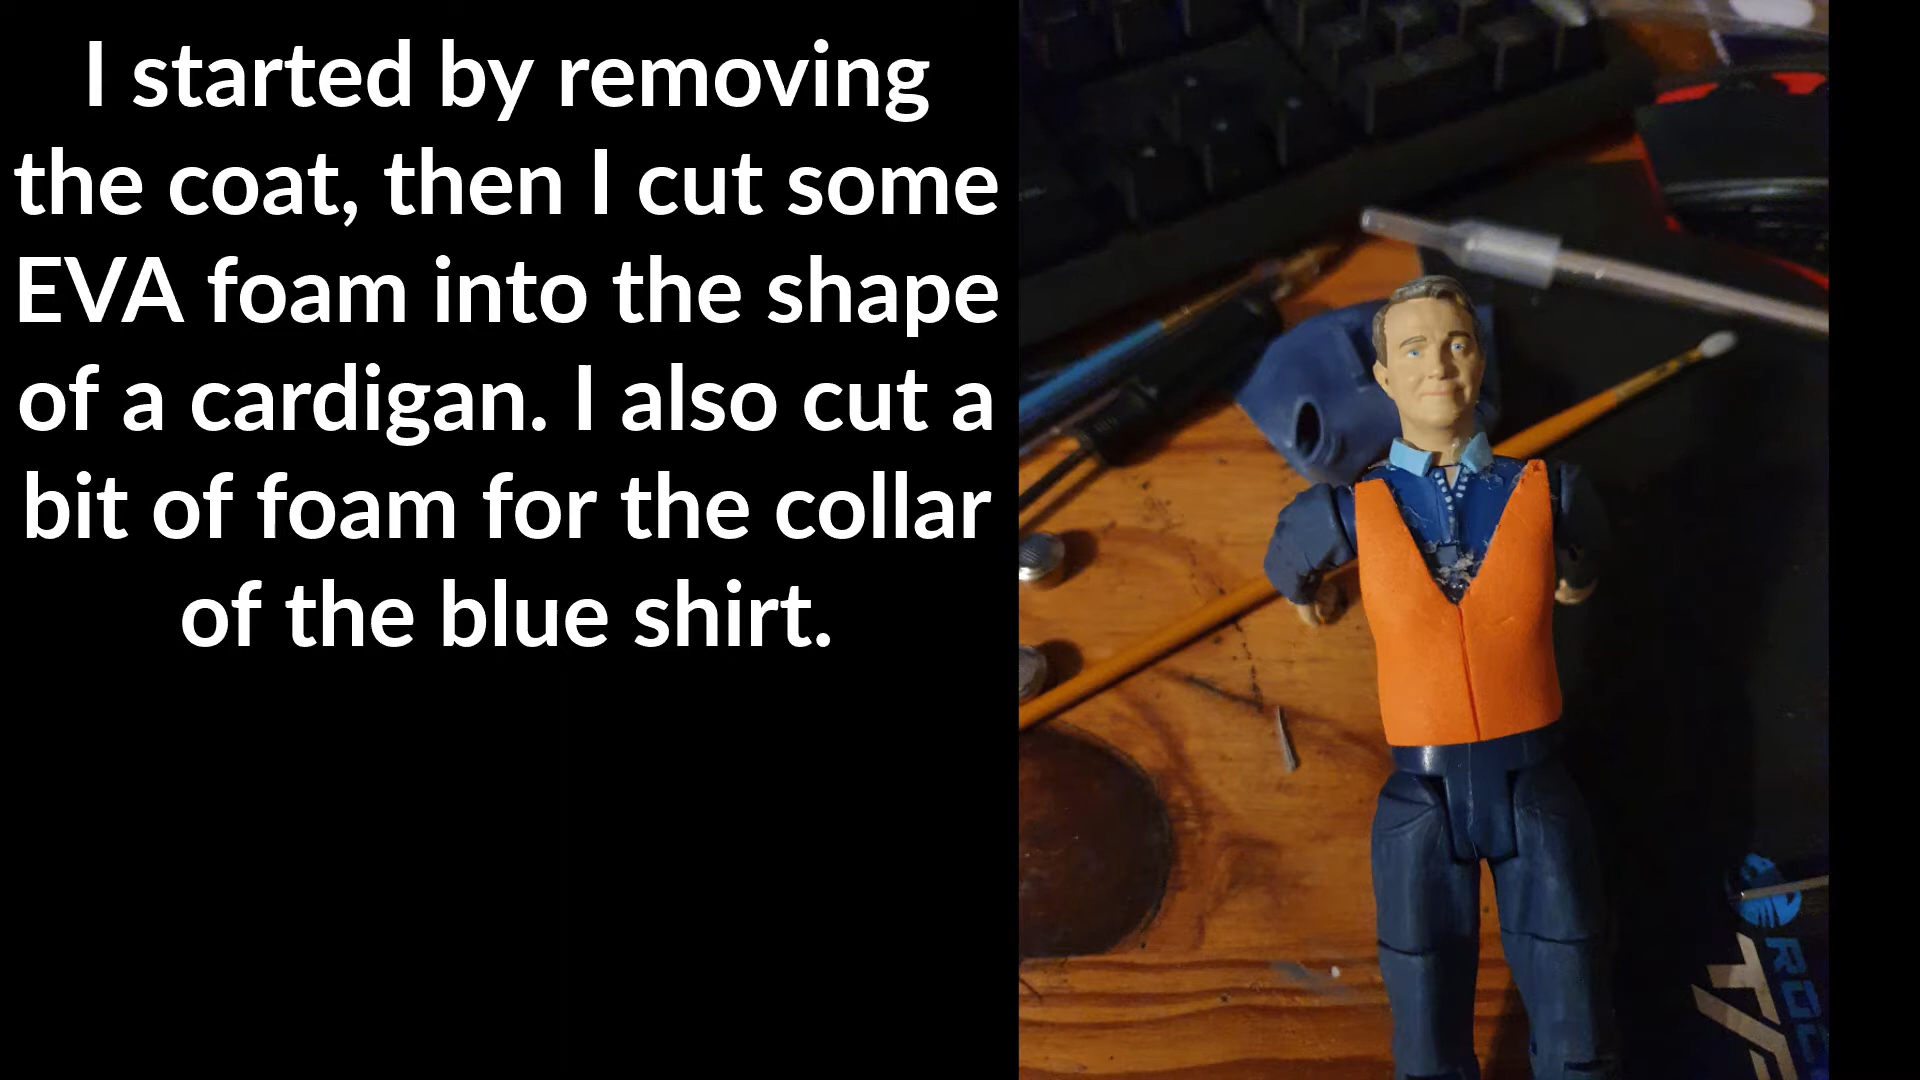 I started by removing
the coat, then I cut some
EVA foam into the shape
of a cardigan. I also cut a
bit of foam for the collar
of the blue shirt.